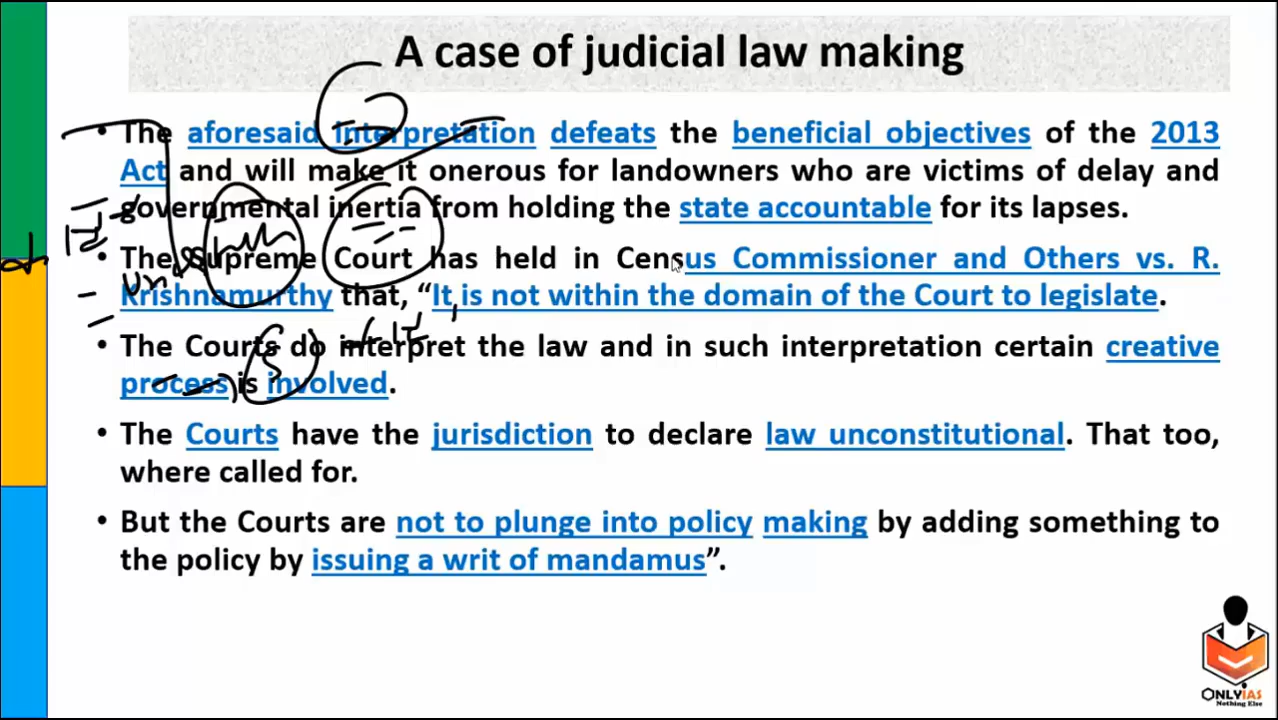 A case of judicial law making
• The aforesaid interpretation defeats the beneficial objectives of the 2013
Act and will make it onerous for landowners who are victims of delay and
governmental inertia from holding the state accountable for its lapses.
• The Supreme Court has held in Census Commissioner and Others vs. R.
Krishnamurthy that, “It is not within the domain of the Court to legislate.
• The Courts do interpret the law and in such interpretation certain creative
process is involved.
• The Courts have the jurisdiction to declare law unconstitutional. That too,
where called for.
• But the Courts are not to plunge into policy making by adding something to
the policy by issuing a writ of mandamus”.
ONLYIAS
Nothing Else